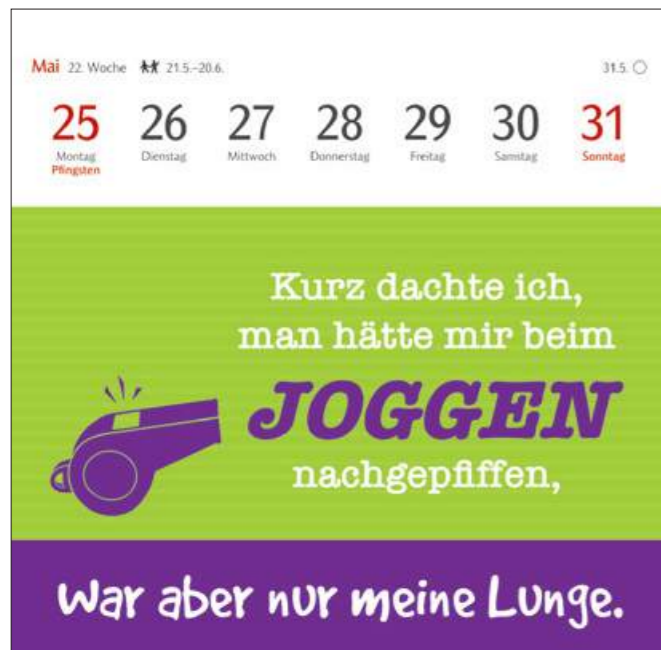 Mai 22. Woche 21.5.–20.6. 31.5.
25 26 27 28 29 30 31
Montag Dienstag Mittwoch Donnerstag Freitag Samstag Sonntag
Pfingsten
Kurz dachte ich,
man hätte mir beim
JOGGEN
nachgepfiffen,
War aber nur meine Lunge.